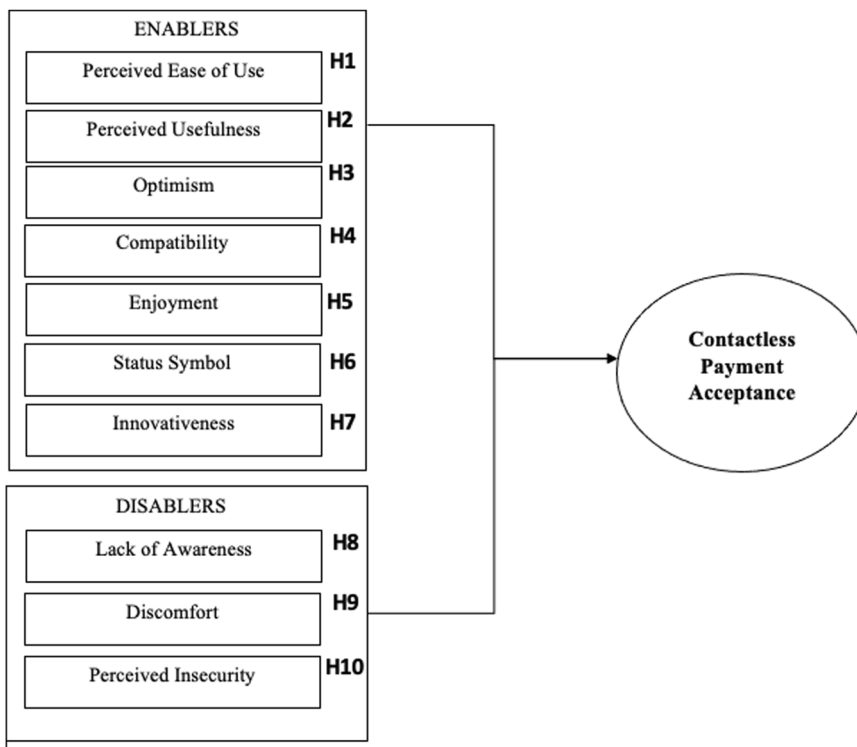 ENABLERS
Perceived Ease of Use H1
Perceived Usefulness H2
Optimism H3
Compatibility H4
Enjoyment H5
Status Symbol H6
Innovativeness H7
DISABLERS
Lack of Awareness H8
Discomfort H9
Perceived Insecurity H10
Contactless
Payment
Acceptance